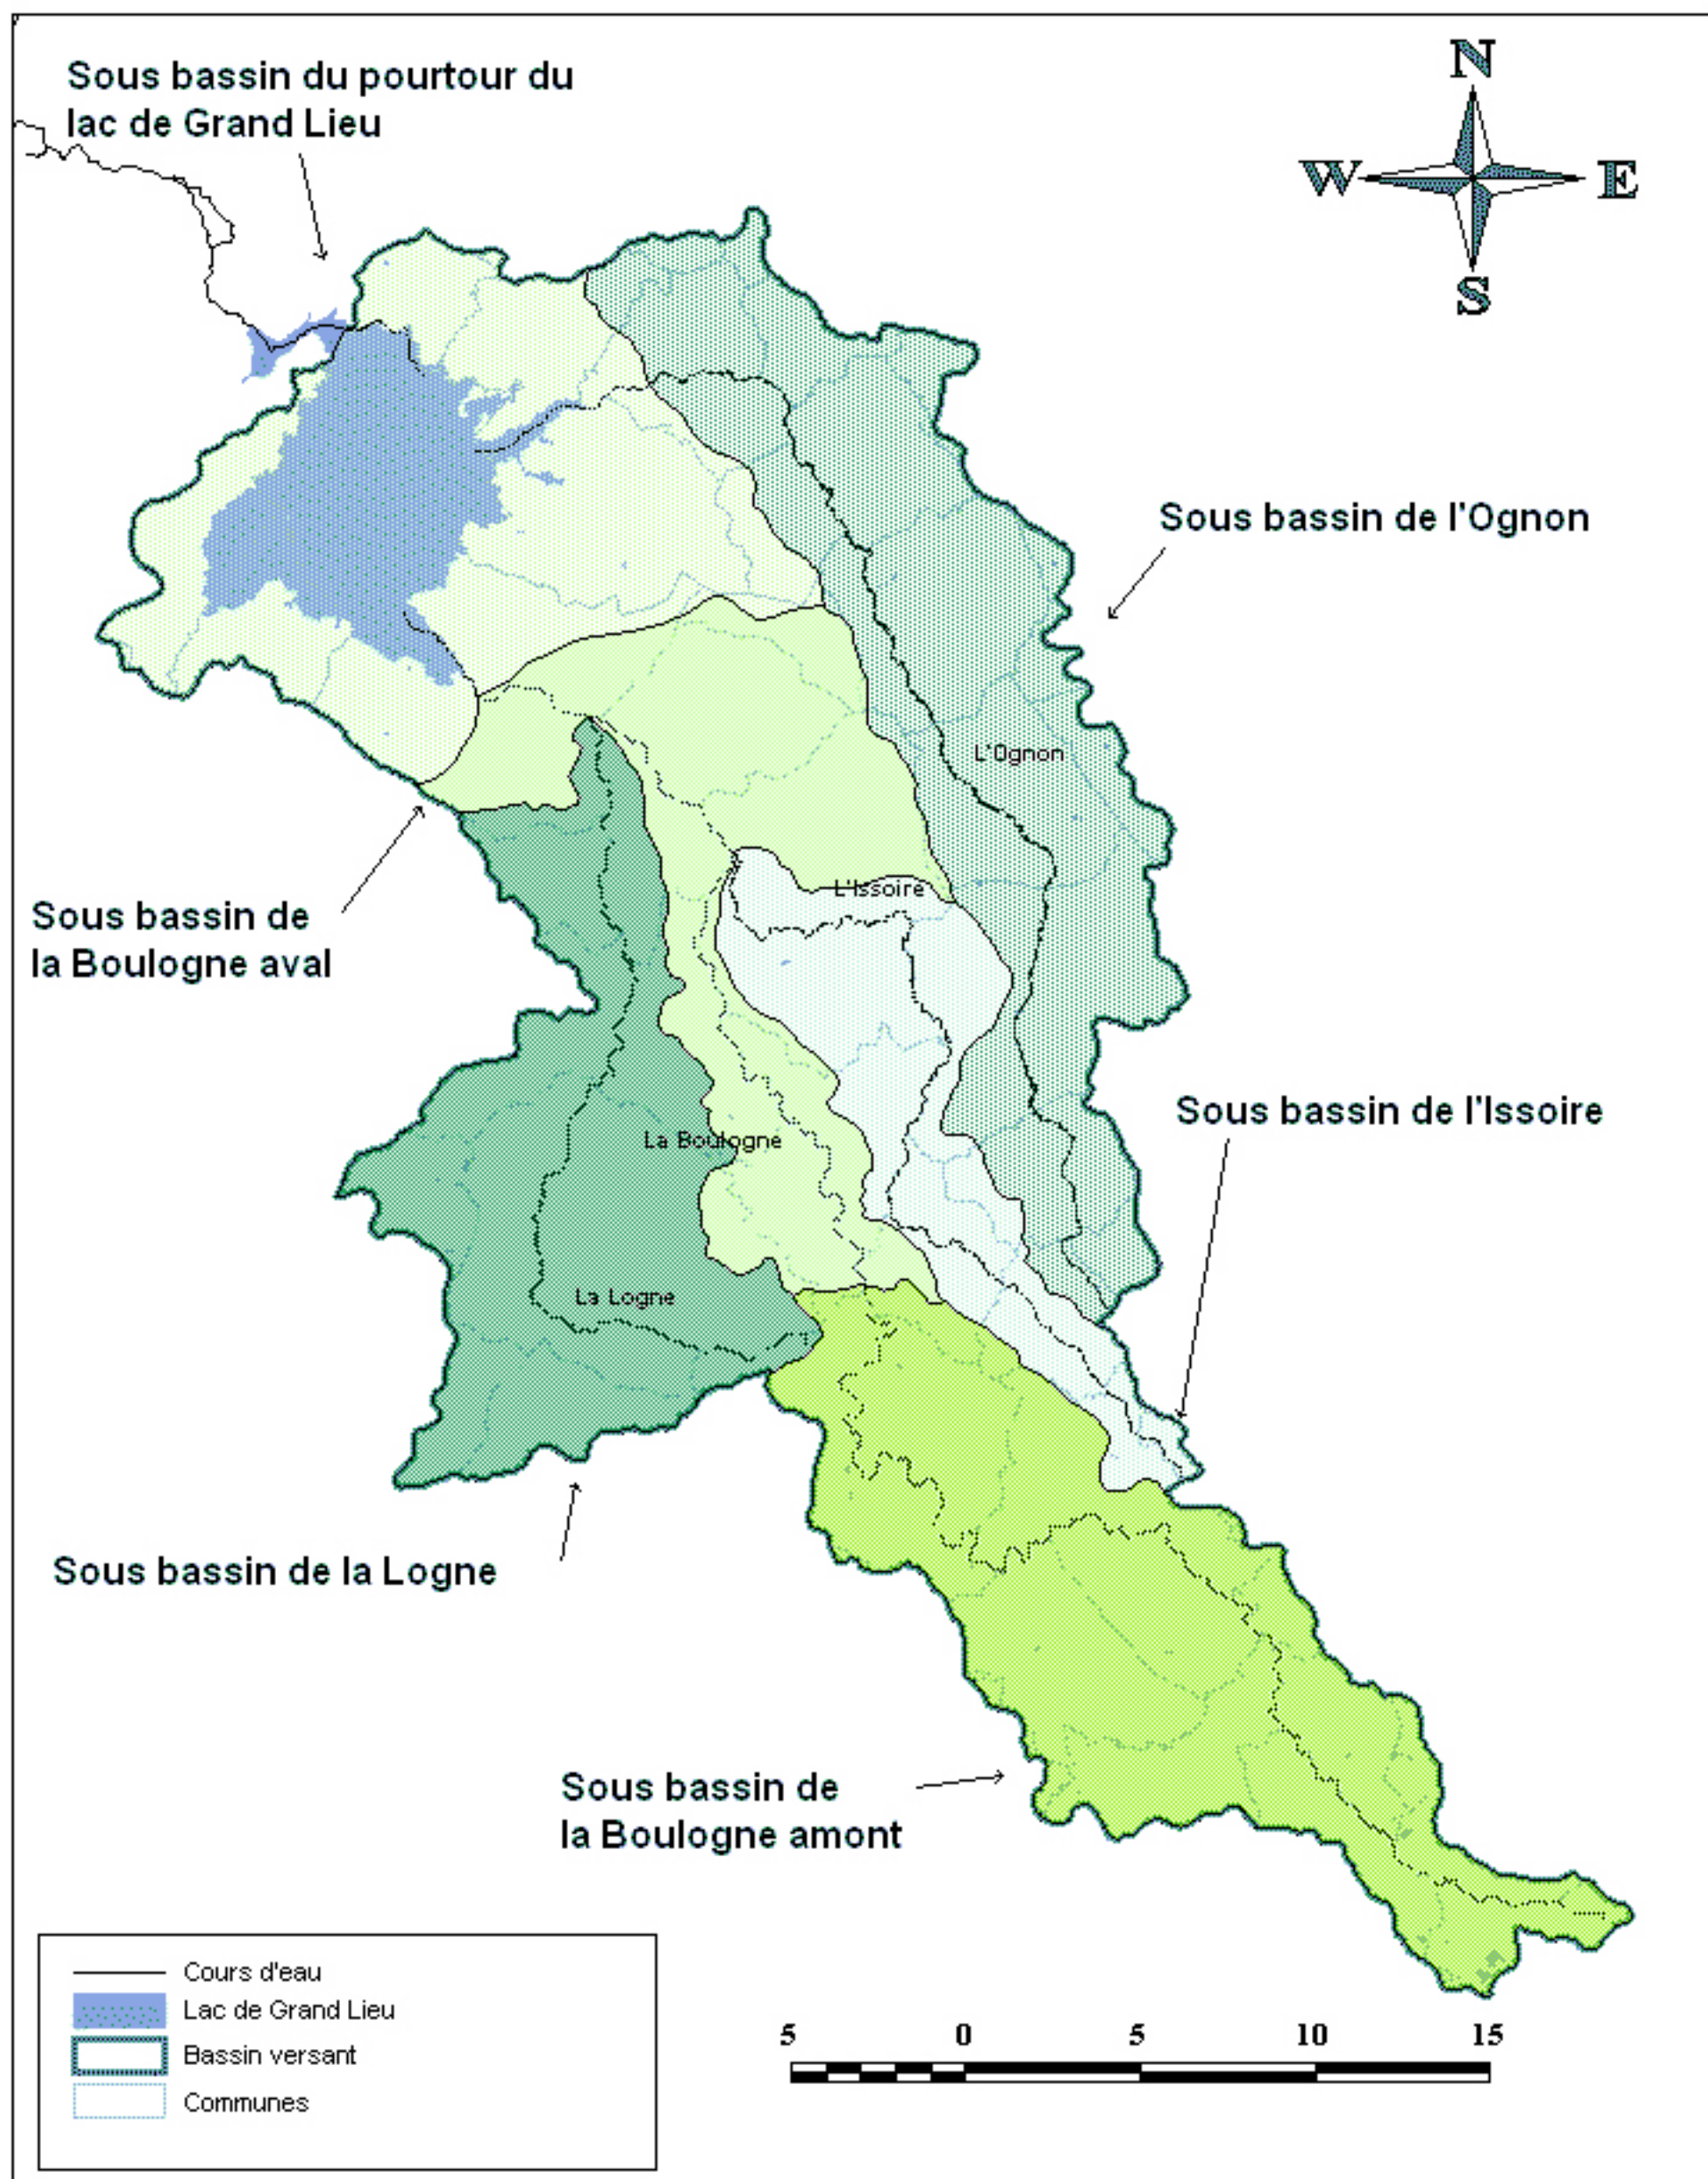 Sous bassin du pourtour du
lac de Grand Lieu
N
W
E
S
Sous bassin de l'Ognon
L'Ognon
L'Issoire
Sous bassin de
la Boulogne aval
Sous bassin de l'Issoire
La Boulogne
La Logne
Sous bassin de la Logne
Sous bassin de
la Boulogne amont
Cours d'eau
Lac de Grand Lieu
Bassin versant
Communes
5 0 5 10 15